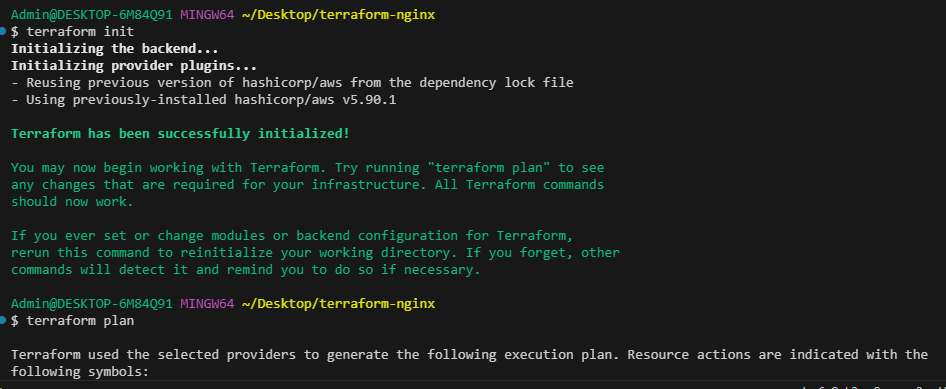 Admin@DESKTOP-6M84Q91 MINGW64 ~/Desktop/terraform-nginx
$ terraform init
Initializing the backend...
Initializing provider plugins...
- Reusing previous version of hashicorp/aws from the dependency lock file
- Using previously-installed hashicorp/aws v5.90.1
Terraform has been successfully initialized!
You may now begin working with Terraform. Try running "terraform plan" to see
any changes that are required for your infrastructure. All Terraform commands
should now work.
If you ever set or change modules or backend configuration for Terraform,
rerun this command to reinitialize your working directory. If you forget, other
commands will detect it and remind you to do so if necessary.
Admin@DESKTOP-6M84Q91 MINGW64 ~/Desktop/terraform-nginx
$ terraform plan
Terraform used the selected providers to generate the following execution plan. Resource actions are indicated with the
following symbols: